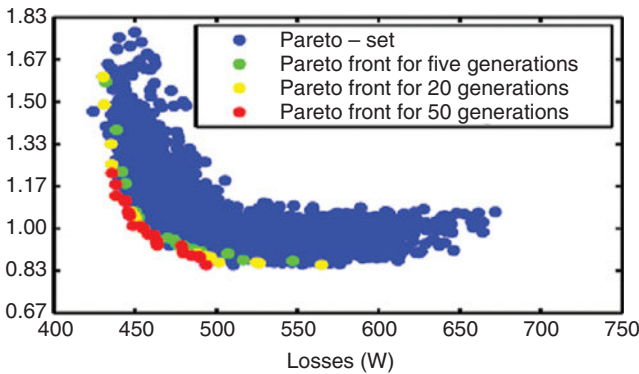 1.83
1.67
1.50
1.33
1.17
1.00
0.83
0.67
Pareto – set
Pareto front for five generations
Pareto front for 20 generations
Pareto front for 50 generations
400 450 500 550 600 650 700 750
Losses (W)